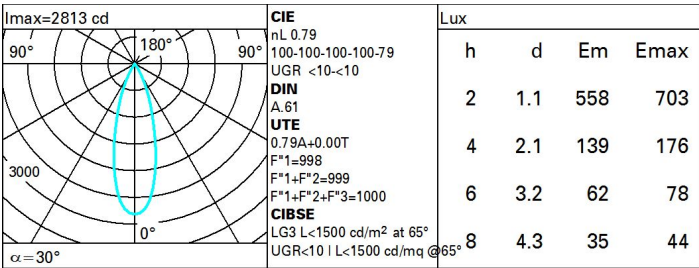 Imax=2813 cd
90° 180° 90°
3000
0°
α=30°
CIE
nL 0.79
100-100-100-100-79
UGR <10-<10
DIN
A.61
UTE
0.79A+0.00T
F"1=998
F"1+F"2=999
F"1+F"2+F"3=1000
CIBSE
LG3 L<1500 cd/m² at 65°
UGR<10 | L<1500 cd/mq @65°
Lux
h d Em Emax
2 1.1 558 703
4 2.1 139 176
6 3.2 62 78
8 4.3 35 44